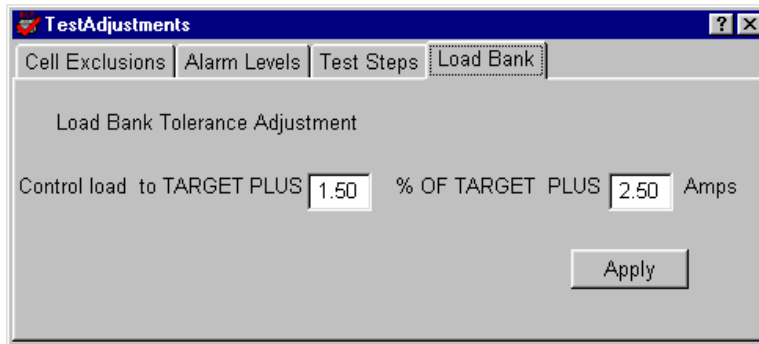 TestAdjustments
Cell Exclusions Alarm Levels Test Steps Load Bank
Load Bank Tolerance Adjustment
Control load to TARGET PLUS 1.50 % OF TARGET PLUS 2.50 Amps
Apply